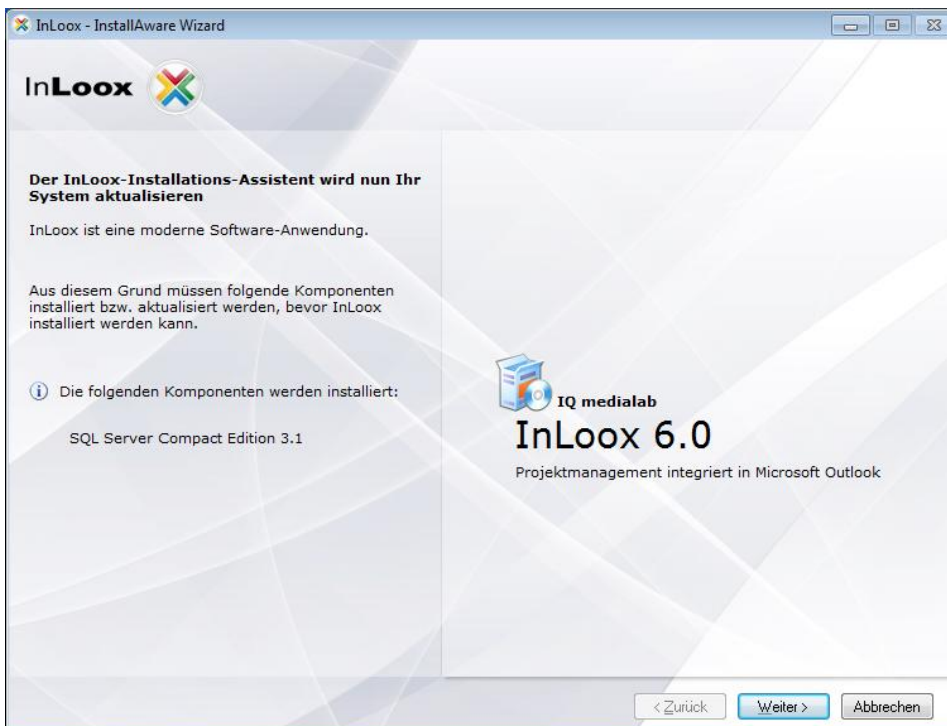 InLoox - InstallAware Wizard
InLoox
Der InLoox-Installations-Assistent wird nun Ihr
System aktualisieren
InLoox ist eine moderne Software-Anwendung.
Aus diesem Grund müssen folgende Komponenten
installiert bzw. aktualisiert werden, bevor InLoox
installiert werden kann.
Die folgenden Komponenten werden installiert:
SQL Server Compact Edition 3.1
IQ medialab
InLoox 6.0
Projektmanagement integriert in Microsoft Outlook
< Zurück
Weiter >
Abbrechen